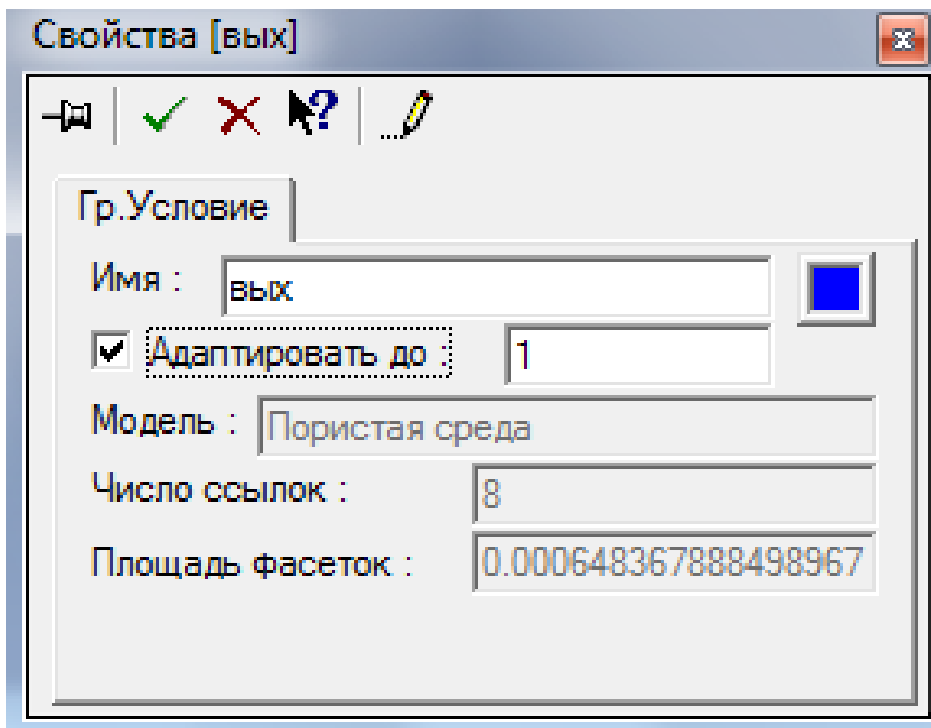 Свойства [вых]
Гр.Условие
Имя : вых
Адаптировать до : 1
Модель : Пористая среда
Число ссылок : 8
Площадь фасеток : 0.000648367888498967